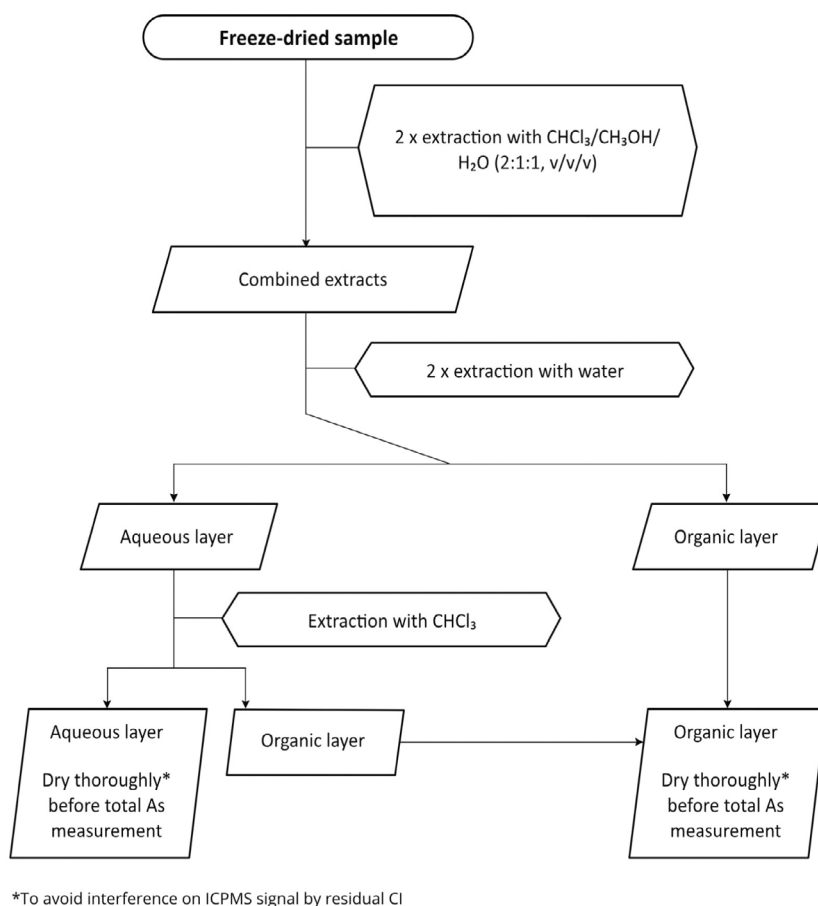 Freeze-dried sample
2 x extraction with CHCl₃/CH₃OH/
H₂O (2:1:1, v/v/v)
Combined extracts
2 x extraction with water
Aqueous layer
Organic layer
Extraction with CHCl₃
Aqueous layer
Dry thoroughly*
before total As
measurement
Organic layer
Organic layer
Dry thoroughly*
before total As
measurement
*To avoid interference on ICPMS signal by residual CI